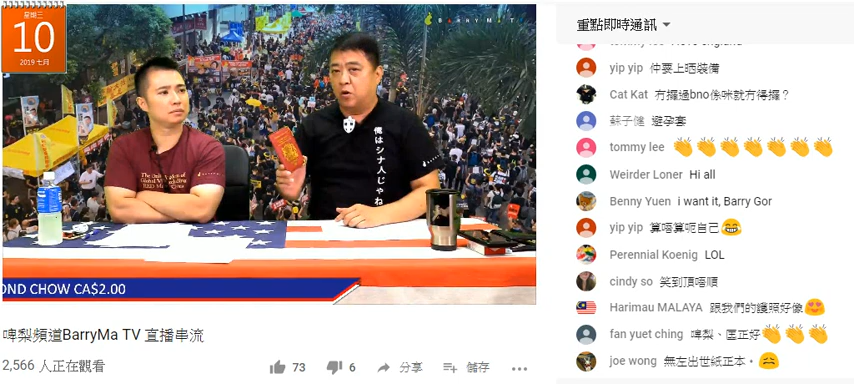 星期三
10
2019 七月
BarryMaT
俺はシナ人じゃね
OND CHOW CA$2.00
啤梨頻道BarryMa TV 直播串流
2,566 人正在觀看
73
6
分享
儲存
重點即時通訊
yip yip 仲要上晒裝備
Cat Kat 冇攞過bno係咪就冇得攞？
蘇子健 避孕套
tommy lee 👏👏👏👏👏👏👏
Weirder Loner Hi all
Benny Yuen i want it, Barry Gor
yip yip 算唔算呃自己😂
Perennial Koenig LOL
cindy so 笑到頂唔順
Harimau MALAYA 跟我們的護照好像😍
fan yuet ching 啤梨、匡正好👏👏👏
joe wong 無左出世紙正本。🙁